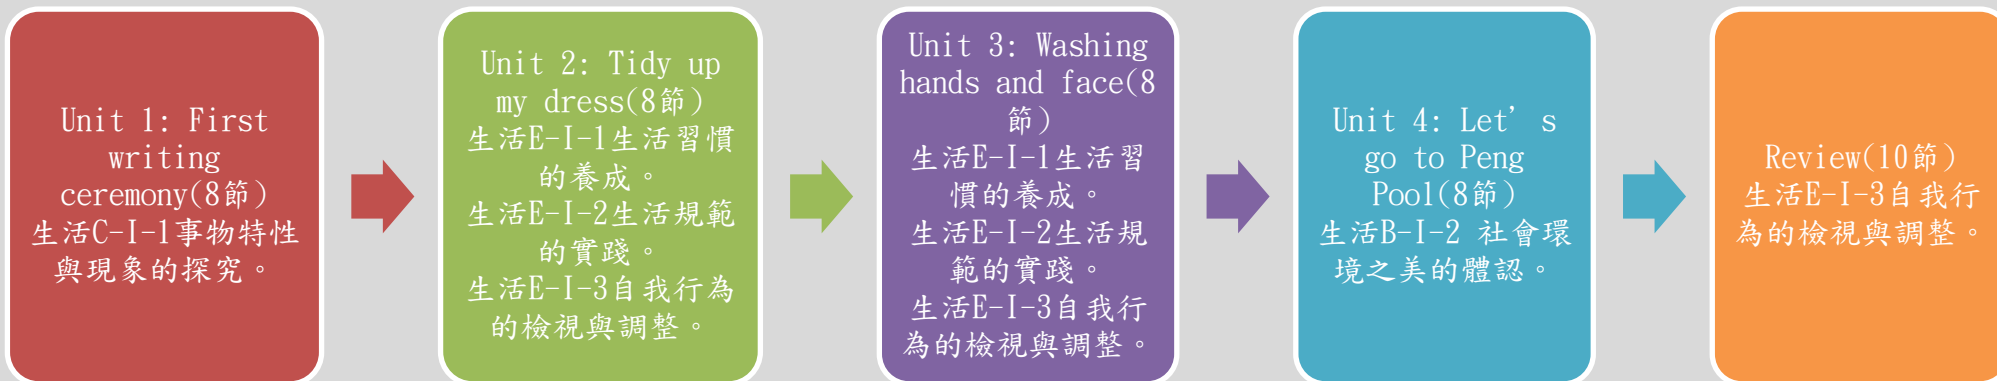 Unit 1: First
writing
ceremony(8節)
生活C-I-1事物特性
與現象的探究。
Unit 2: Tidy up
my dress(8節)
生活E-I-1生活習慣
的養成。
生活E-I-2生活規範
的實踐。
生活E-I-3自我行為
的檢視與調整。
Unit 3: Washing
hands and face(8
節)
生活E-I-1生活習
慣的養成。
生活E-I-2生活規
範的實踐。
生活E-I-3自我行
為的檢視與調整。
Unit 4: Let’s
go to Peng
Pool(8節)
生活B-I-2 社會環
境之美的體認。
Review(10節)
生活E-I-3自我行
為的檢視與調整。